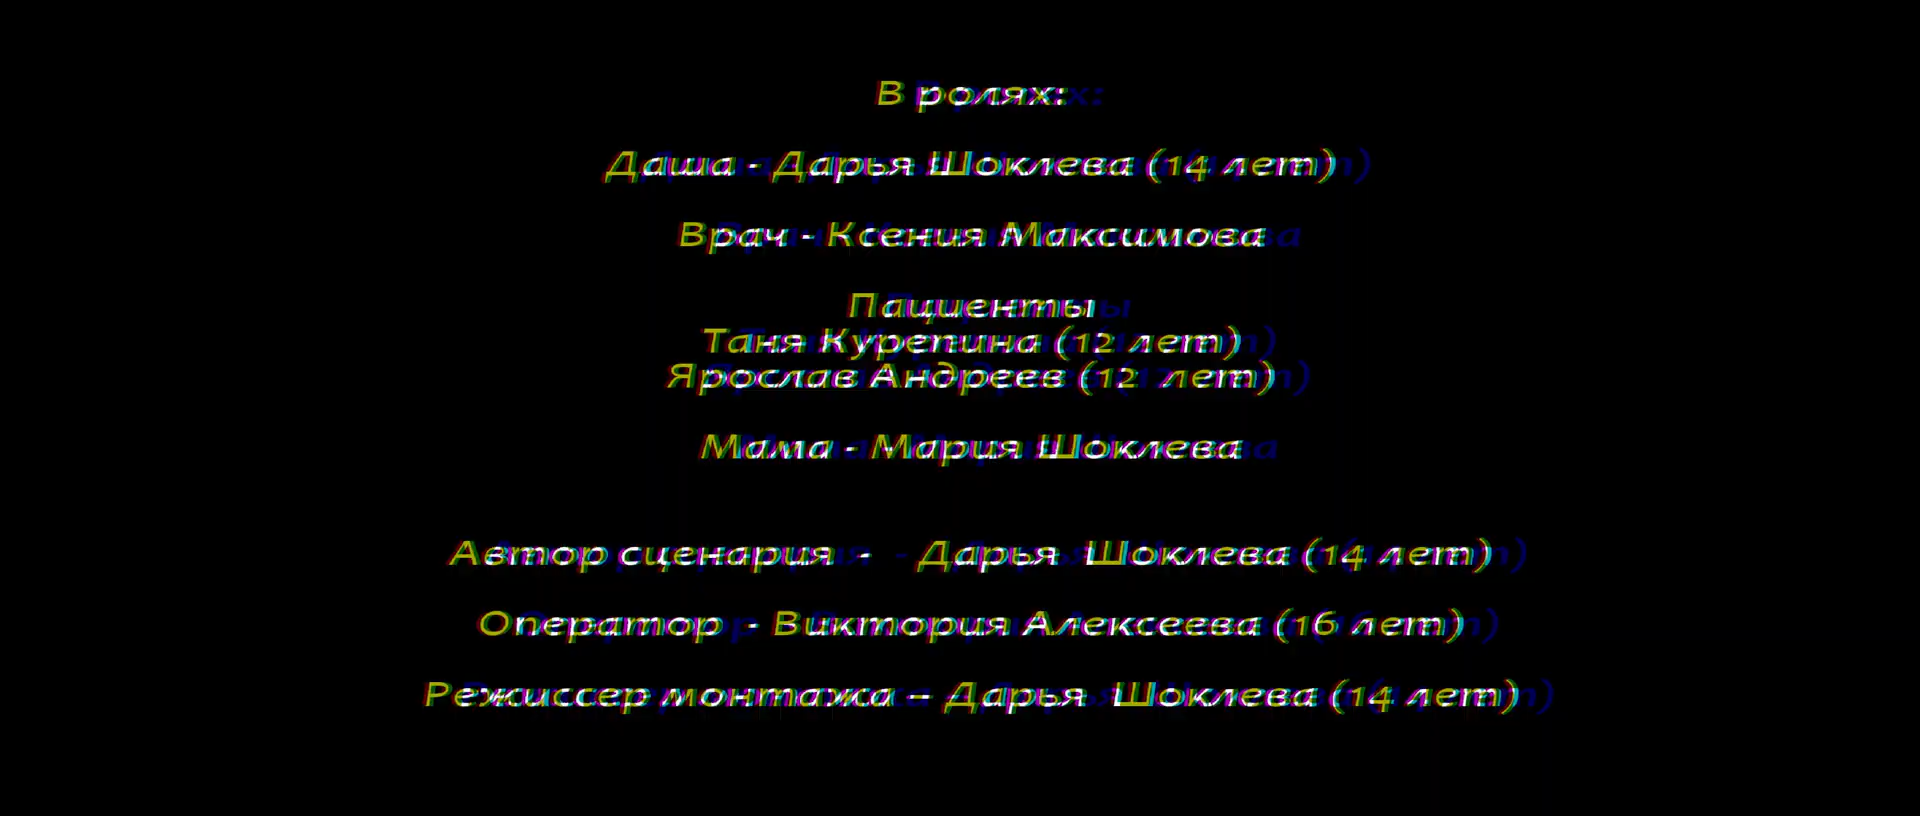 В ролях:
Даша - Дарья Шоклева (14 лет)
Врач - Ксения Максимова
Пациенты
Таня Курепина (12 лет)
Ярослав Андреев (12 лет)
Мама - Мария Шоклева
Автор сценария - Дарья Шоклева (14 лет)
Оператор - Виктория Алексеева (16 лет)
Режиссер монтажа – Дарья Шоклева (14 лет)